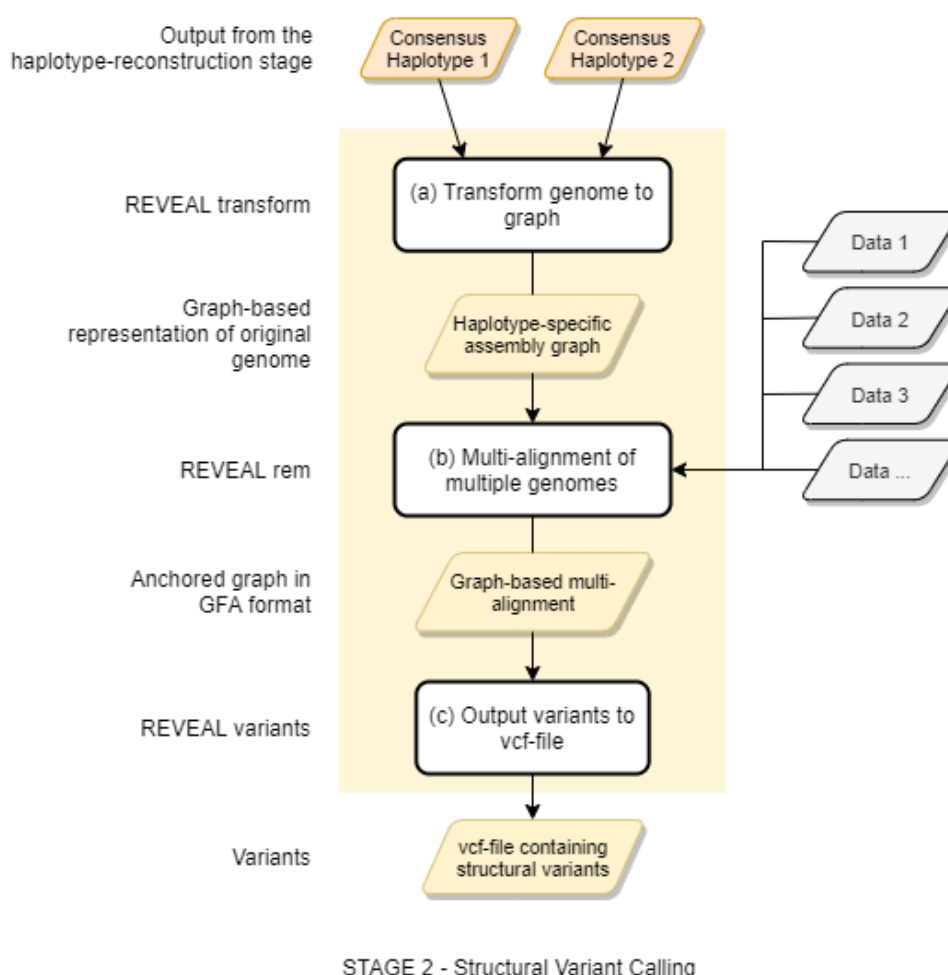 Output from the
haplotype-reconstruction stage
Consensus
Haplotype 1
Consensus
Haplotype 2
REVEAL transform
(a) Transform genome to
graph
Data 1
Graph-based
representation of original
genome
Haplotype-specific
assembly graph
Data 2
Data 3
REVEAL rem
(b) Multi-alignment of
multiple genomes
Data ...
Anchored graph in
GFA format
Graph-based multi-
alignment
REVEAL variants
(c) Output variants to
vcf-file
Variants
vcf-file containing
structural variants
STAGE 2 - Structural Variant Calling